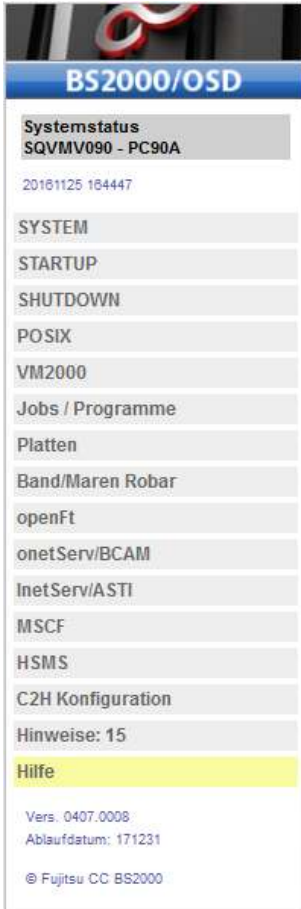 BS2000/OSD
Systemstatus
SQVMV090 - PC90A
20161125 164447
SYSTEM
STARTUP
SHUTDOWN
POSIX
VM2000
Jobs / Programme
Platten
Band/Maren Robar
openFt
onetServ/BCAM
InetServ/ASTI
MSCF
HSMS
C2H Konfiguration
Hinweise: 15
Hilfe
Vers. 0407.0008
Ablaufdatum: 171231
© Fujitsu CC BS2000